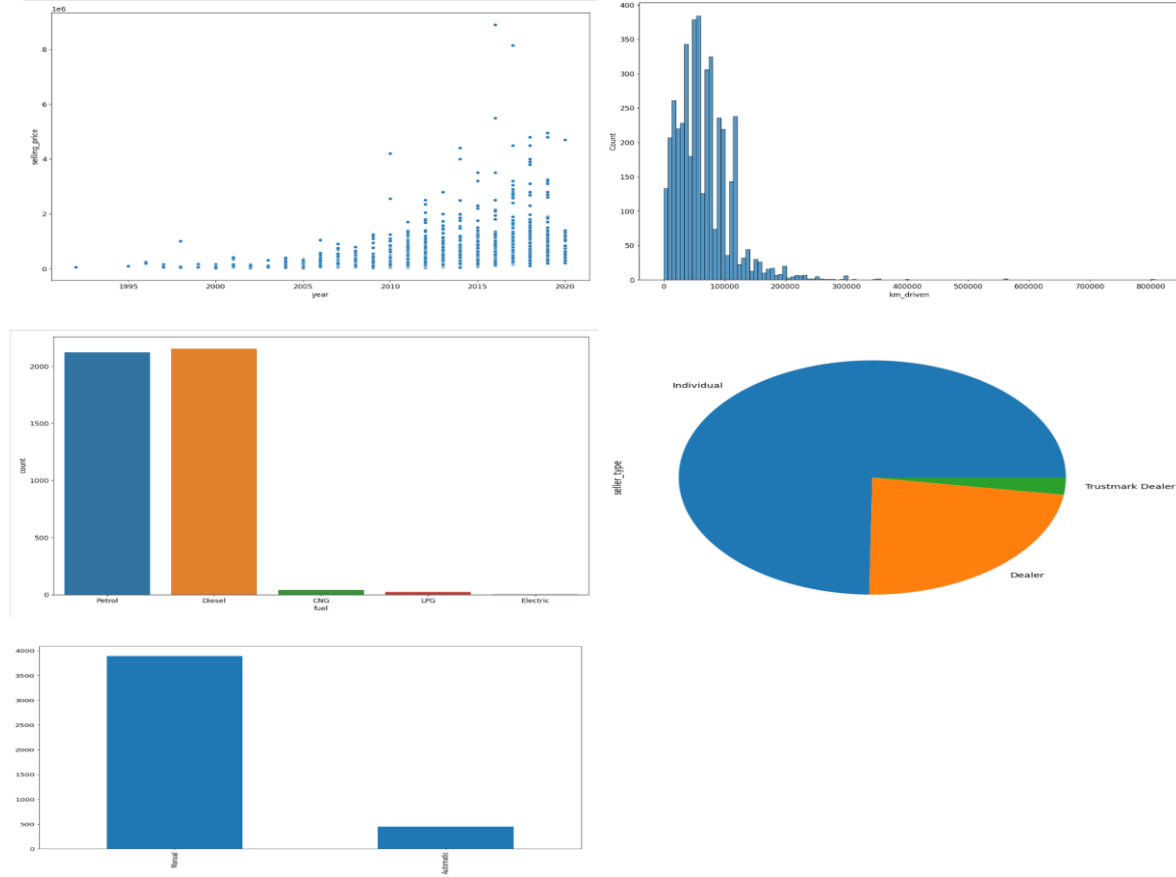 1e6
selling_price
8
6
4
2
0
1995 2000 2005 2010 2015 2020
year
Count
400
350
300
250
200
150
100
50
0
0 100000 200000 300000 400000 500000 600000 700000 800000
km_driven
count
2000
1500
1000
500
0
Petrol Diesel CNG LPG Electric
fuel
seller_type
Individual
Trustmark Dealer
Dealer
4000
3500
3000
2500
2000
1500
1000
500
0
Manual Automatic